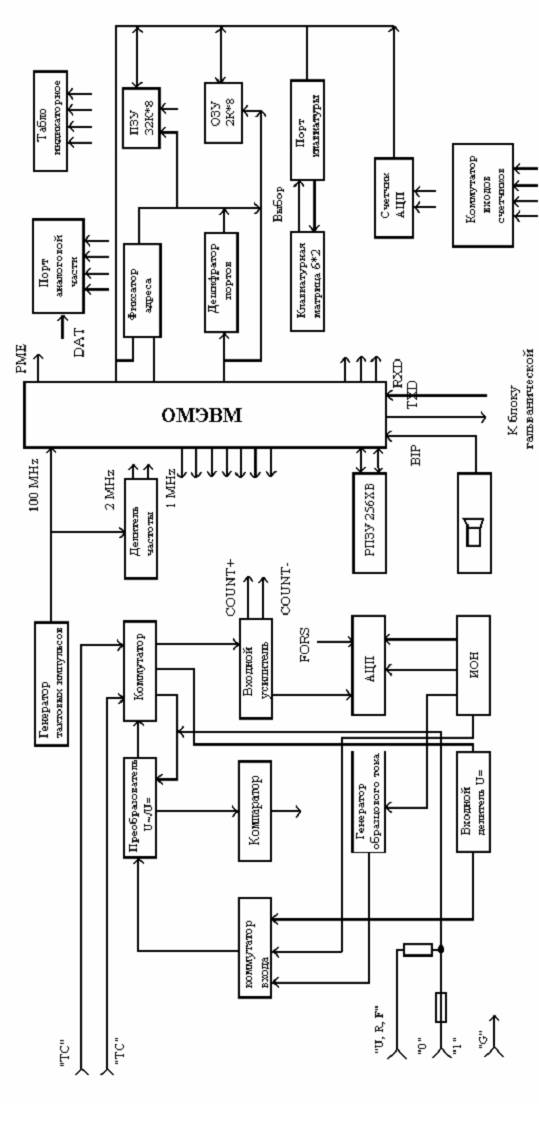 "TC"
"TC"
"U, R, F"
"0"
"1"
"G"
коммутатор
входа
Преобразователь
U~/U=
Компаратор
Генератор
образцового тока
Входной
делитель U=
Генератор
тактовых импульсов
Коммутатор
Входной
усилитель
COUNT+
COUNT-
FORS
АЦП
ИОН
100 MHz
Делитель
частоты
2 MHz
1 MHz
РПЗУ 256ХВ
BIP
ОМЭВМ
PME
DAT
RXD
TXD
К блоку
гальванической
Порт
аналоговой
части
Фиксатор
адреса
Дешифратор
портов
Клавиатурная
матрица 6*2
Выбор
Табло
индикаторное
ПЗУ
32К*8
ОЗУ
2К*8
Порт
клавиатуры
Счетчик
АЦП
Коммутатор
входов
счетчиков